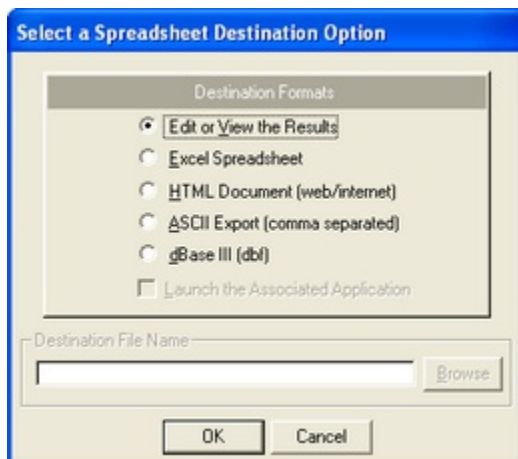 Select a Spreadsheet Destination Option
Destination Formats
Edit or View the Results
Excel Spreadsheet
HTML Document (web/internet)
ASCII Export (comma separated)
dBase III (dbf)
Launch the Associated Application
Destination File Name
Browse
OK
Cancel